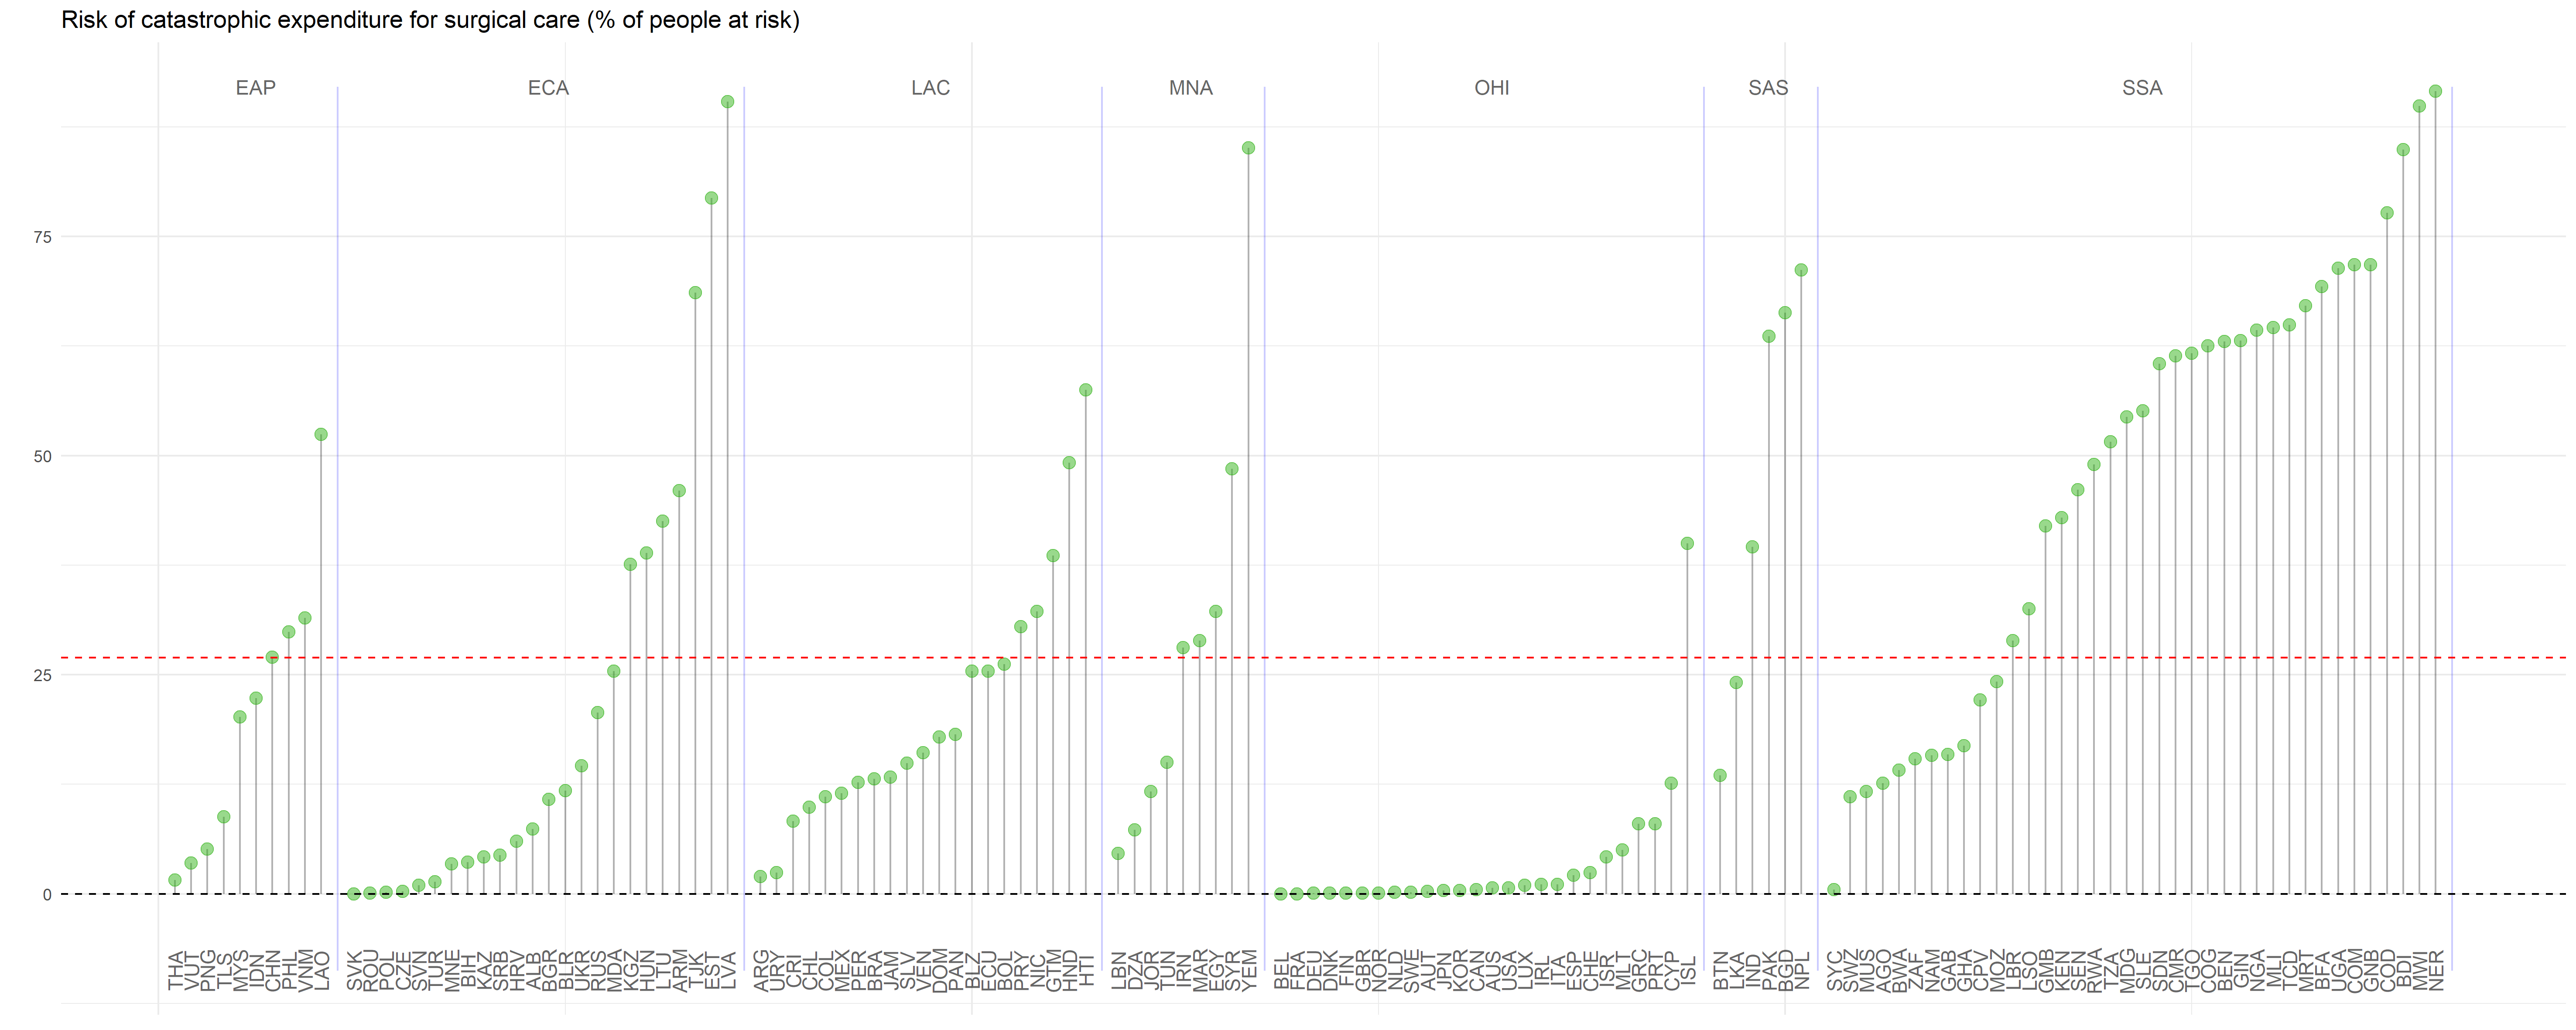 Risk of catastrophic expenditure for surgical care (% of people at risk)
EAP ECA LAC MNA OHI SAS SSA
75
50
25
0
THA VUT PNG TLS MYS IDN CHN PHL VNM LAO SVK ROU POL CZE SVN TUR MNE BIH KAZ SRB HRV ALB BGR BLR UKR RUS MDA KGZ HUN LTU ARM TJK EST LVA ARG URY CRI CHL COL MEX PER BRA JAM SLV VEN DOM PAN BLZ ECU BOL PRY NIC GTM HND HTI LBN DZA JOR TUN IRN MAR EGY SYR YEM BEL FRA DEU DNK FIN GBR NOR NLD SWE AUT JPN KOR CAN AUS USA LUX IRL ITA ESP CHE ISR MLT GRC PRT CYP ISL BTN LKA IND PAK BGD NPL SYC SWZ MUS AGO BWA ZAF NAM GAB GHA CPV MOZ LBR LSO GMB KEN SEN RWA TZA MDG SLE SDN CMR TGO COG BEN GIN NGA MLI TCD MRT BFA UGA COM GNB COD BDI MWI NER